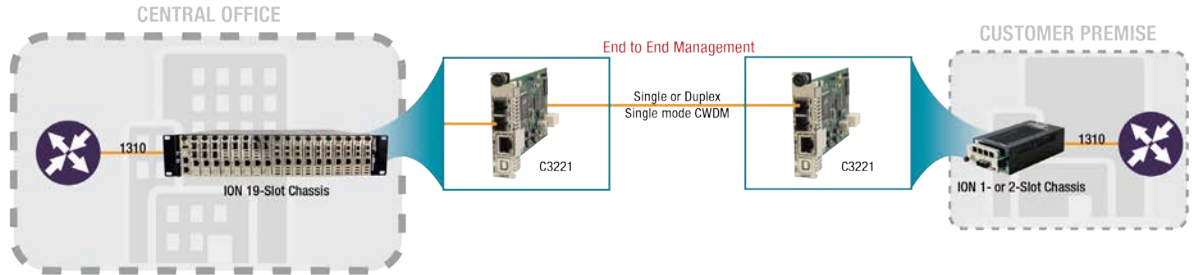 CENTRAL OFFICE
1310
ION 19-Slot Chassis
C3221
End to End Management
Single or Duplex
Single mode CWDM
C3221
CUSTOMER PREMISE
ION 1- or 2-Slot Chassis
1310